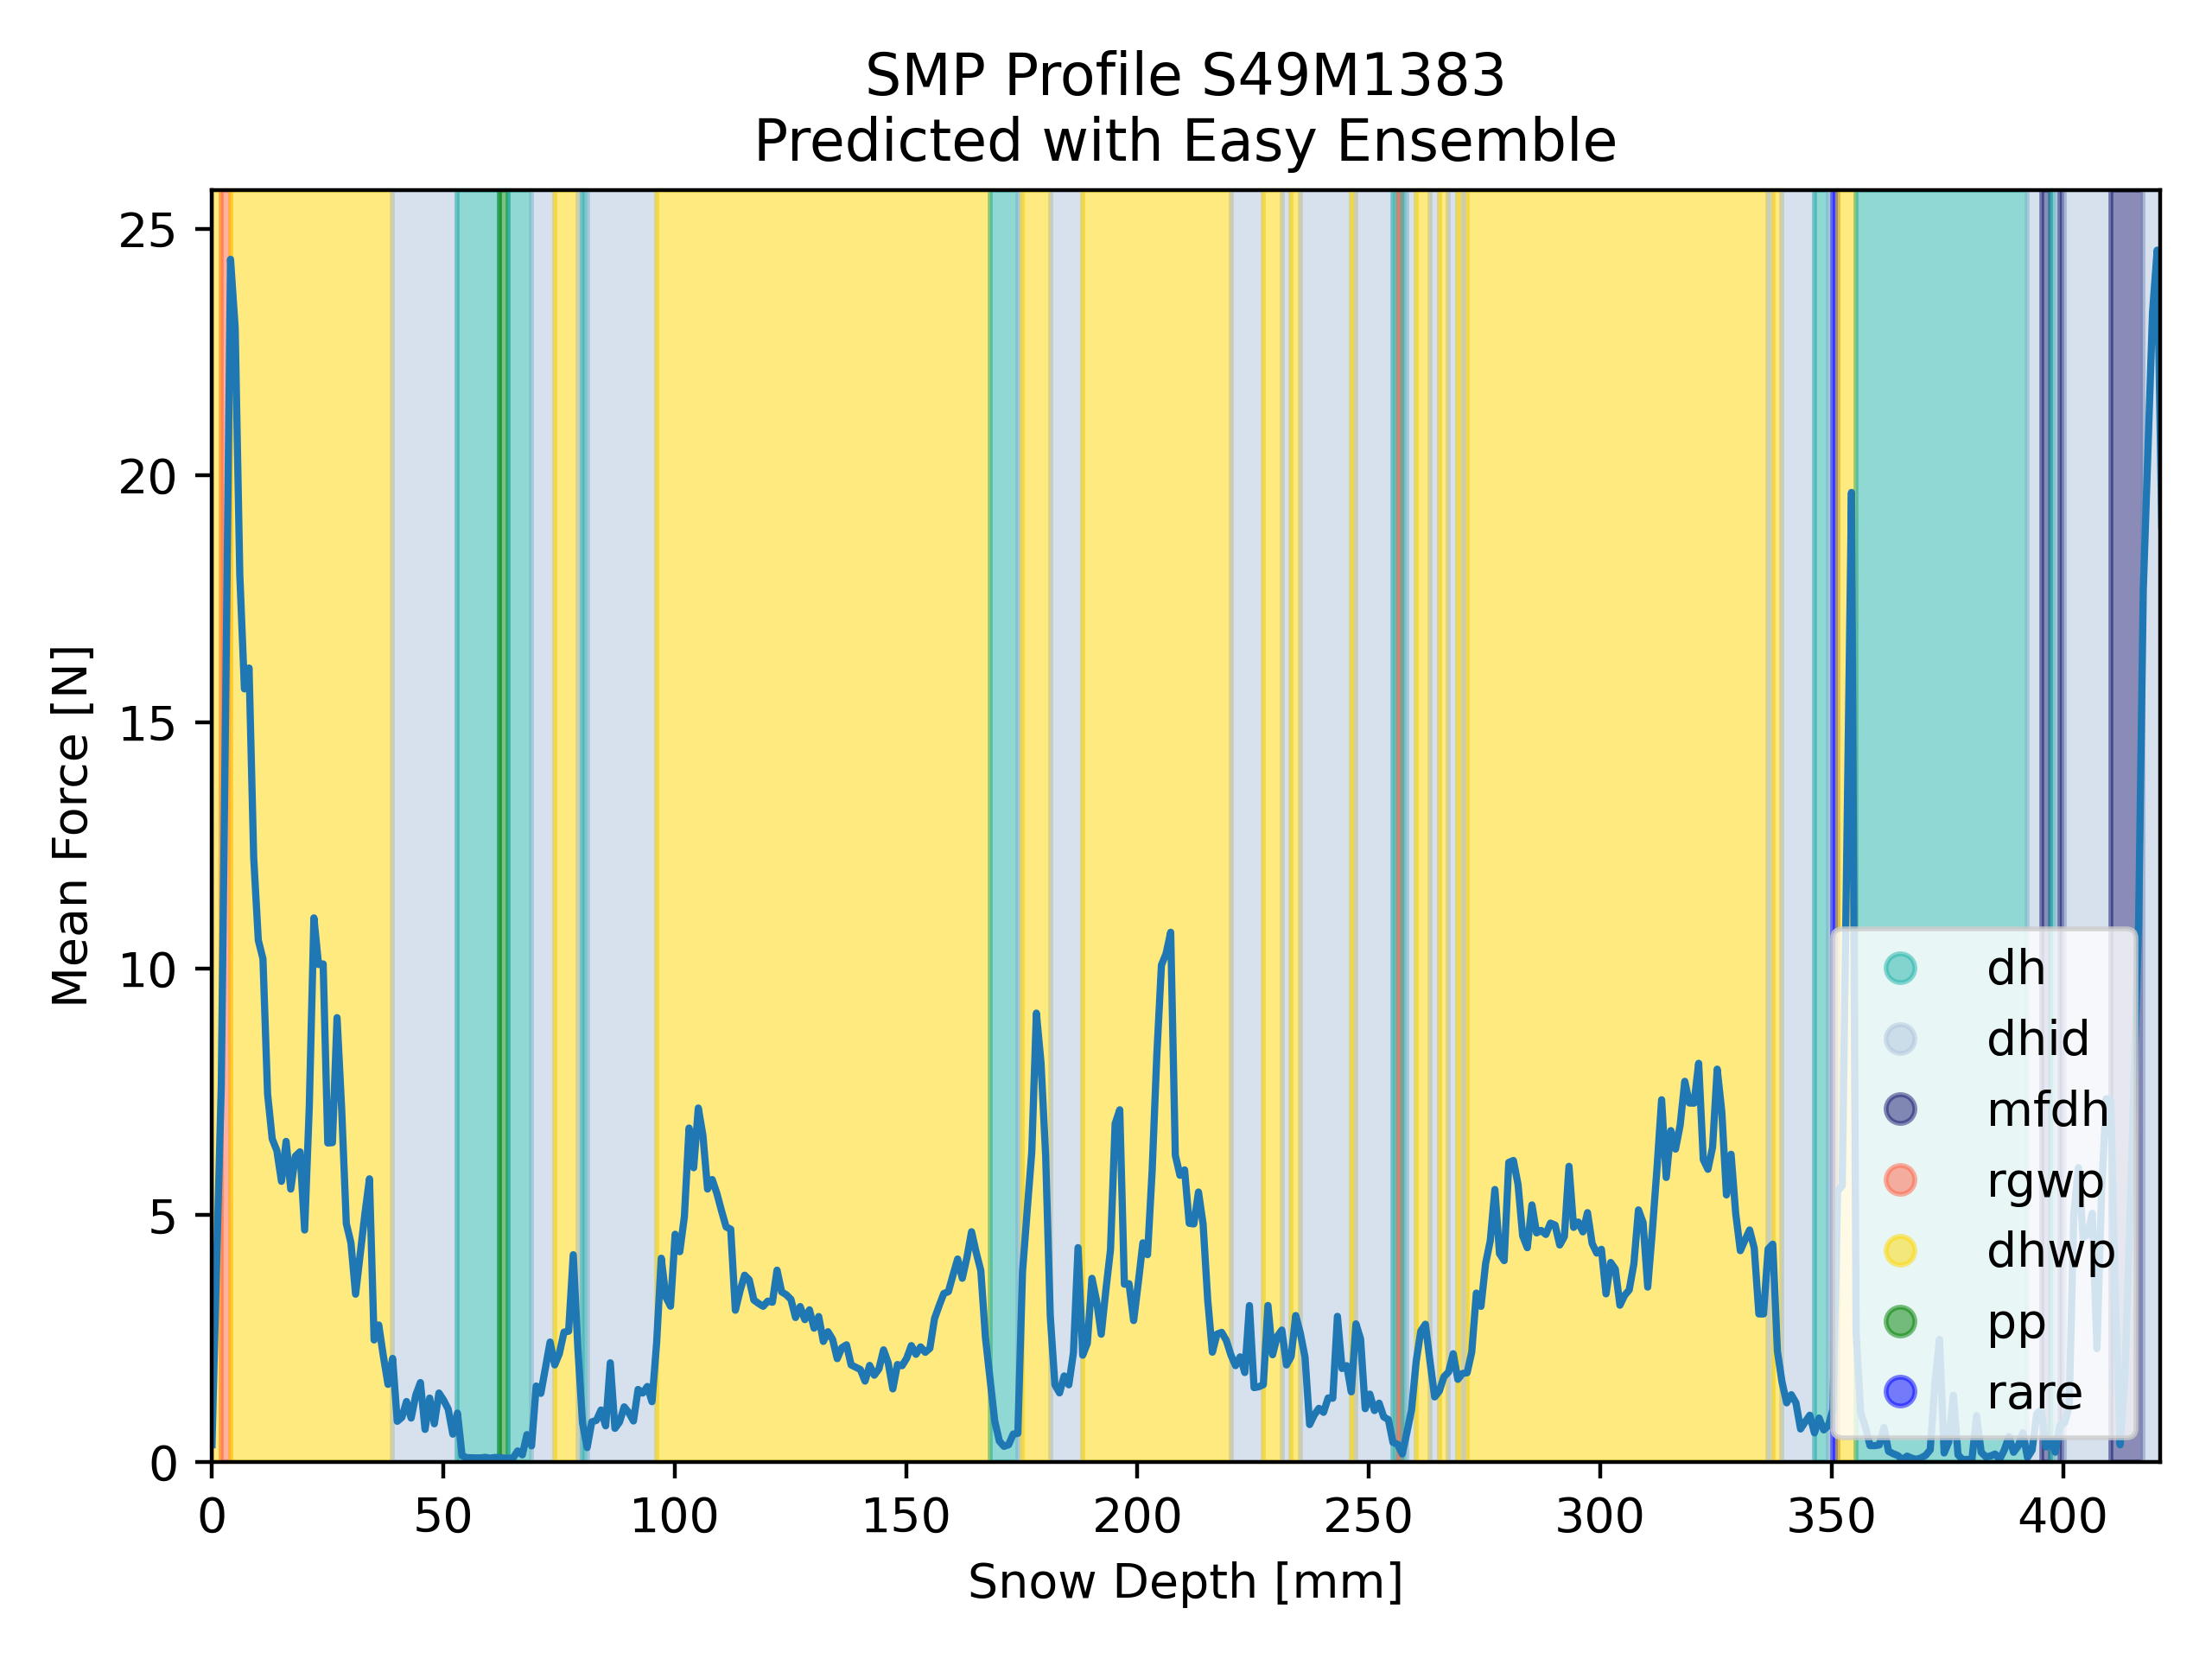 SMP Profile S49M1383
Predicted with Easy Ensemble
25
20
15
10
5
0
Mean Force [N]
dh
dhid
mfdh
rgwp
dhwp
pp
rare
0 50 100 150 200 250 300 350 400
Snow Depth [mm]